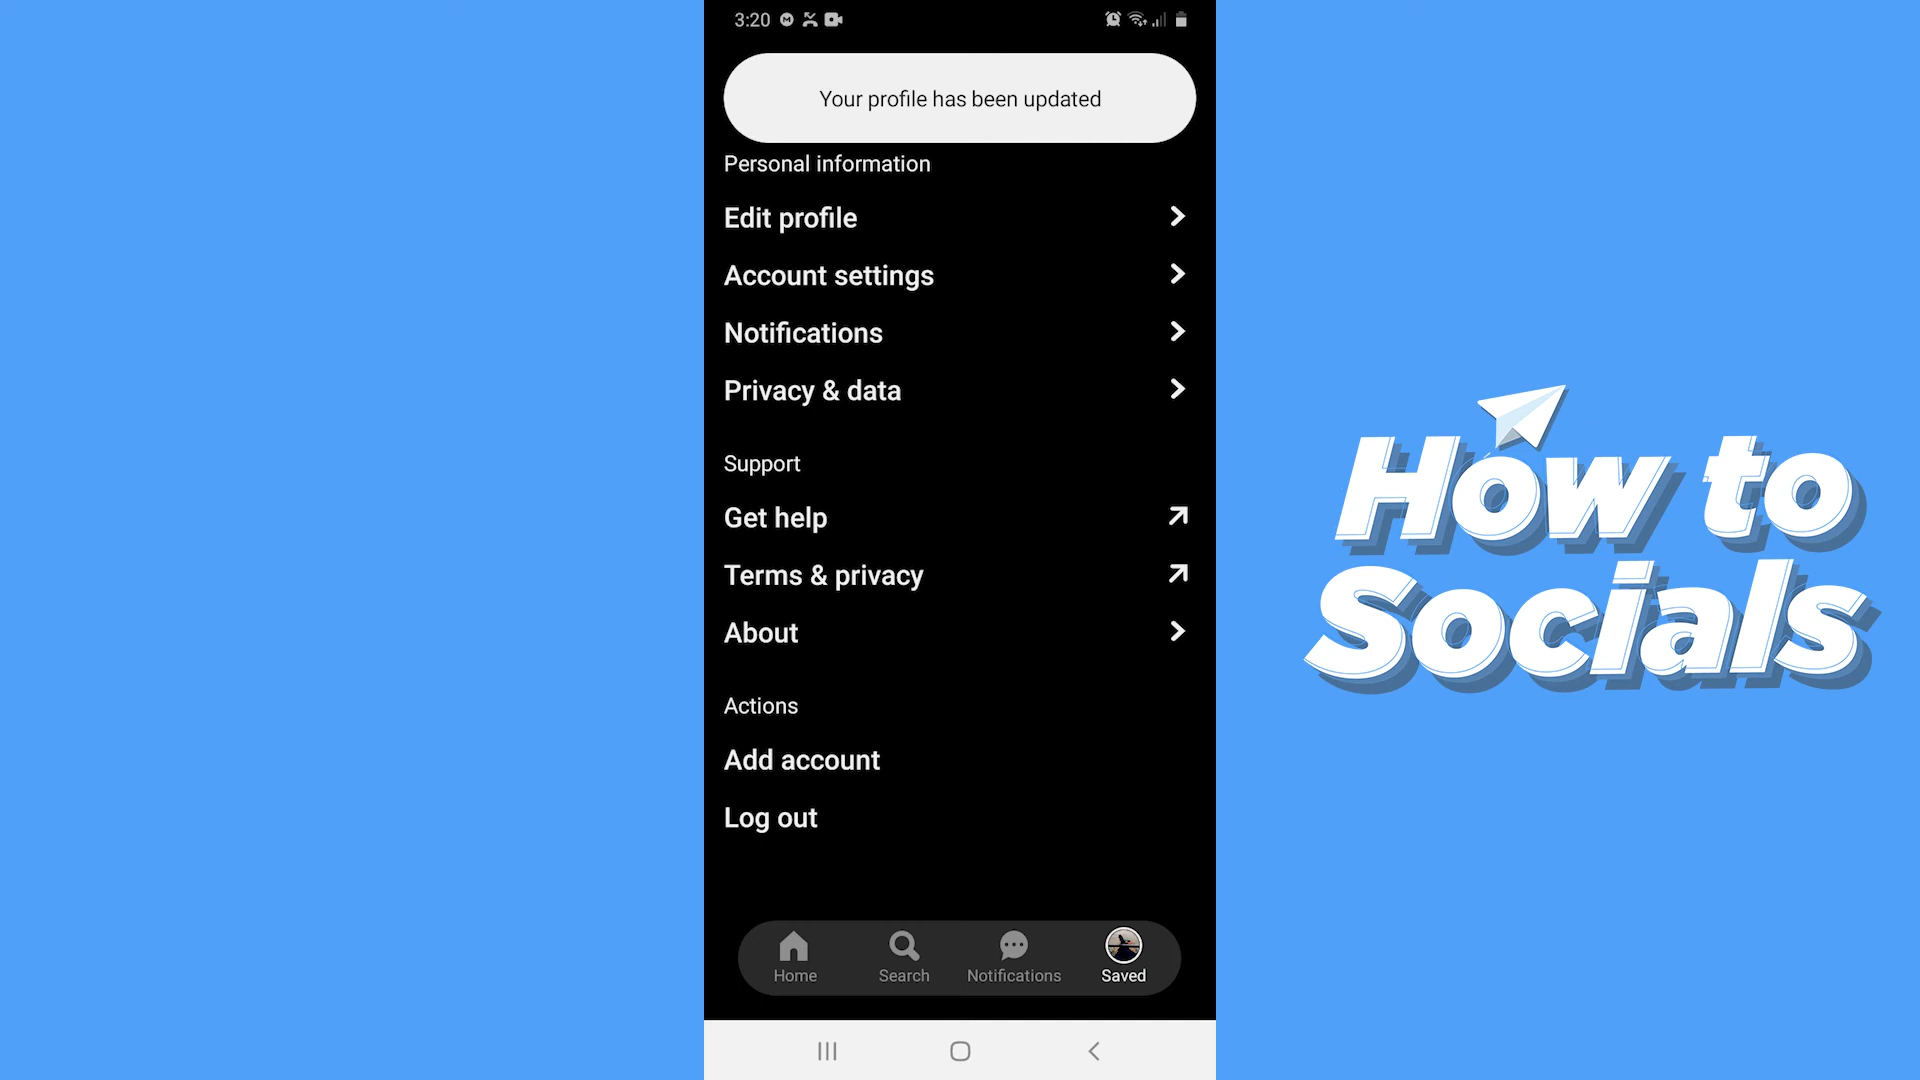 3:20
Your profile has been updated
Personal information
Edit profile
Account settings
Notifications
Privacy & data
Support
Get help
Terms & privacy
About
Actions
Add account
Log out
Home
Search
Notifications
Saved
How to
Socials